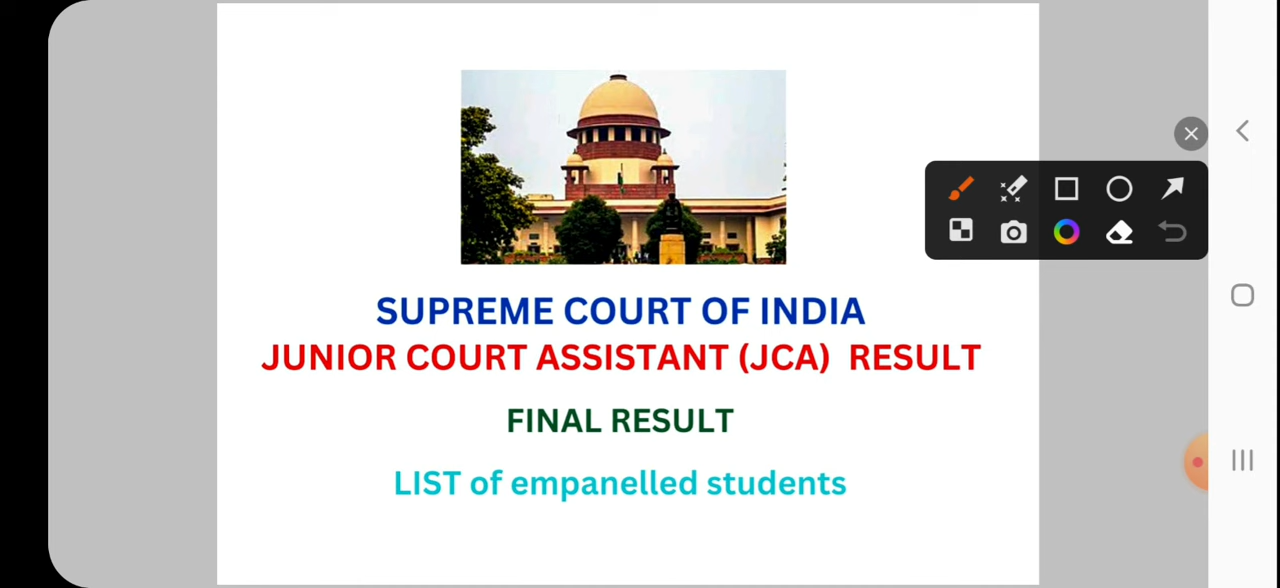 SUPREME COURT OF INDIA
JUNIOR COURT ASSISTANT (JCA) RESULT
FINAL RESULT
LIST of empanelled students